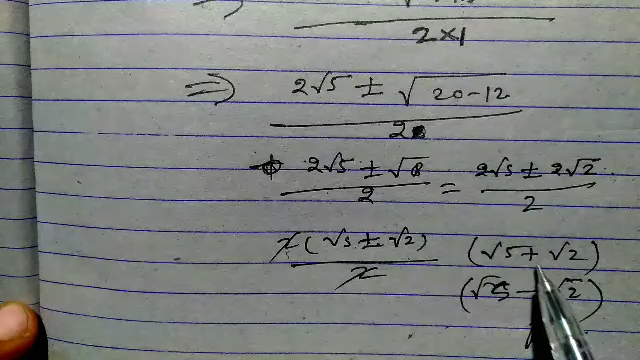 2×1
⇒ 2√5 ± √20-12
2
2√5 ± √8 = 2√5 ± 2√2
2 2
2(√5 ± √2) (√5 + √2)
2 (√5 - √2)